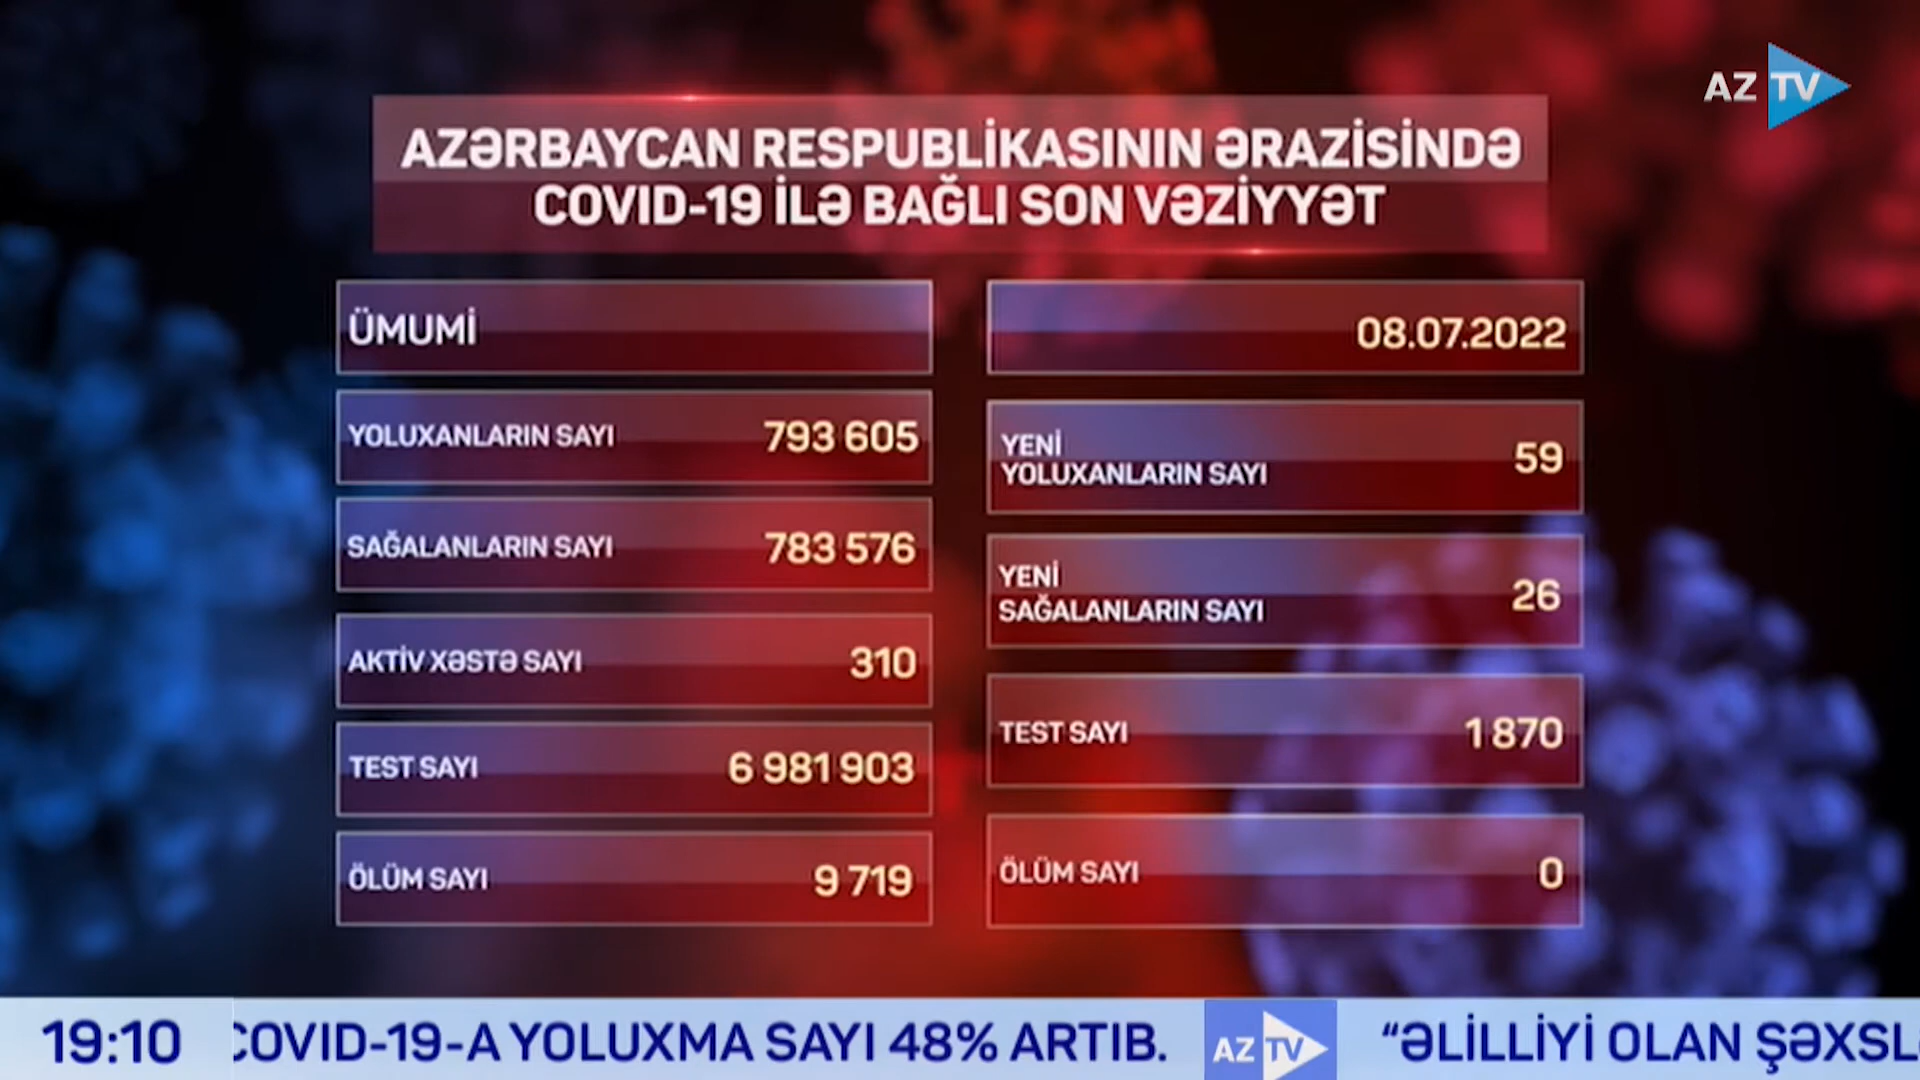 AZ TV
AZƏRBAYCAN RESPUBLİKASININ ƏRAZİSİNDƏ
COVID-19 İLƏ BAĞLI SON VƏZİYYƏT
ÜMUMİ
YOLUXANLARIN SAYI 793 605
SAĞALANLARIN SAYI 783 576
AKTİV XƏSTƏ SAYI 310
TEST SAYI 6 981 903
ÖLÜM SAYI 9 719
08.07.2022
YENİ
YOLUXANLARIN SAYI 59
YENİ
SAĞALANLARIN SAYI 26
TEST SAYI 1 870
ÖLÜM SAYI 0
19:10 COVID-19-A YOLUXMA SAYI 48% ARTIB. AZ TV “ƏLİLLİYİ OLAN